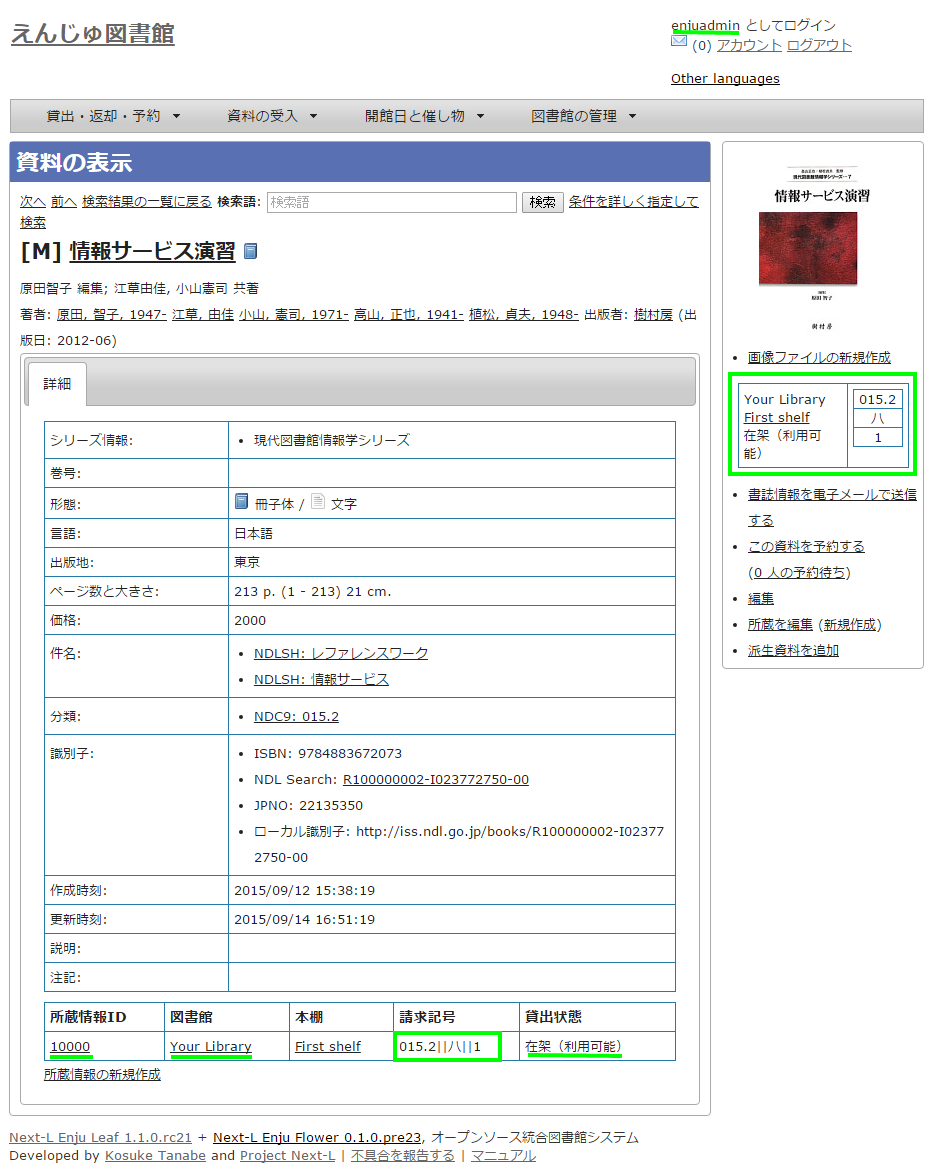 えんじゅ図書館
enjuadmin としてログイン
(0) アカウント ログアウト
Other languages
貸出・返却・予約 資料の受入 開館日と催し物 図書館の管理
資料の表示
次へ 前へ 検索結果の一覧に戻る 検索語: 検索語 検索 条件を詳しく指定して
検索
[M] 情報サービス演習
原田智子 編集; 江草由佳, 小山憲司 共著
著者: 原田, 智子, 1947- 江草, 由佳 小山, 憲司, 1971- 高山, 正也, 1941- 植松, 貞夫, 1948- 出版者: 樹村房 (出
版日: 2012-06)
詳細
シリーズ情報: • 現代図書館情報学シリーズ
巻号:
形態: 冊子体 / 文字
言語: 日本語
出版地: 東京
ページ数と大きさ: 213 p. (1 - 213) 21 cm.
価格: 2000
件名: • NDLSH: レファレンスワーク
• NDLSH: 情報サービス
分類: • NDC9: 015.2
識別子: • ISBN: 9784883672073
• NDL Search: R100000002-I023772750-00
• JPNO: 22135350
• ローカル識別子: http://iss.ndl.go.jp/books/R100000002-I02377
2750-00
作成時刻: 2015/09/12 15:38:19
更新時刻: 2015/09/14 16:51:19
説明:
注記:
所蔵情報ID 図書館 本棚 請求記号 貸出状態
10000 Your Library First shelf 015.2||ハ||1 在架（利用可能）
所蔵情報の新規作成
現代図書館情報学シリーズ…7
情報サービス演習
原田 智子
樹村房
• 画像ファイルの新規作成
Your Library
First shelf
在架（利用可
能）
015.2
ハ
1
• 書誌情報を電子メールで送信
する
• この資料を予約する
(0 人の予約待ち)
• 編集
• 所蔵を編集 (新規作成)
• 派生資料を追加
Next-L Enju Leaf 1.1.0.rc21 + Next-L Enju Flower 0.1.0.pre23, オープンソース統合図書館システム
Developed by Kosuke Tanabe and Project Next-L | 不具合を報告する | マニュアル